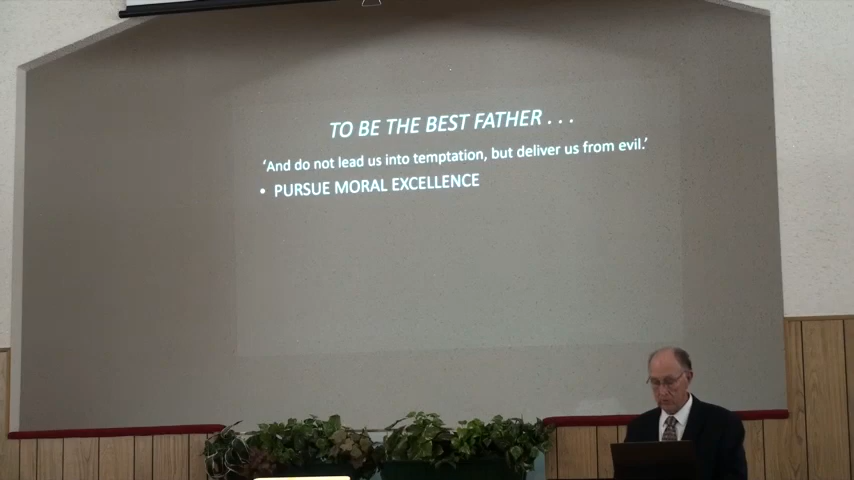 TO BE THE BEST FATHER . . .
‘And do not lead us into temptation, but deliver us from evil.’
• PURSUE MORAL EXCELLENCE